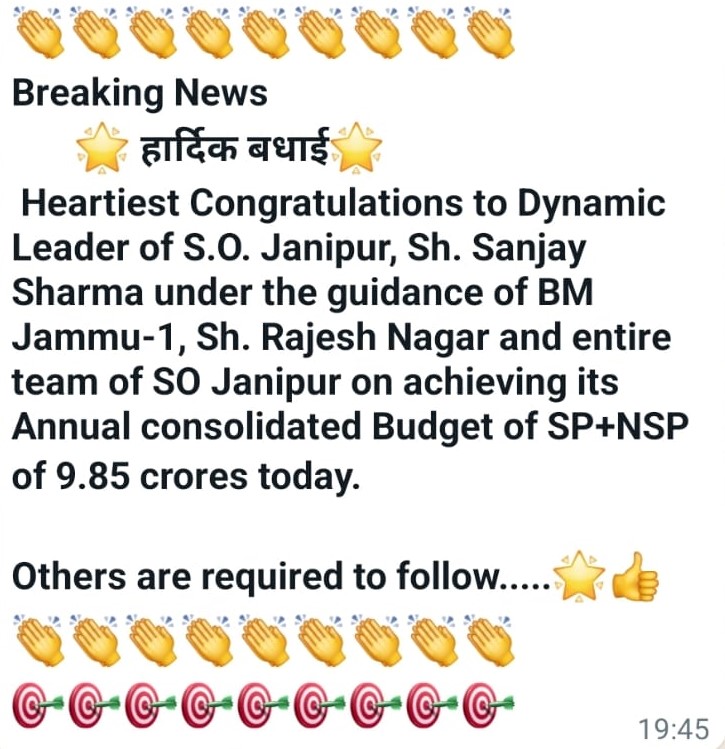 👏👏👏👏👏👏👏👏👏
Breaking News
🌟 हार्दिक बधाई🌟
Heartiest Congratulations to Dynamic
Leader of S.O. Janipur, Sh. Sanjay
Sharma under the guidance of BM
Jammu-1, Sh. Rajesh Nagar and entire
team of SO Janipur on achieving its
Annual consolidated Budget of SP+NSP
of 9.85 crores today.
Others are required to follow.....🌟👍
👏👏👏👏👏👏👏👏👏
🎯🎯🎯🎯🎯🎯🎯🎯🎯
19:45